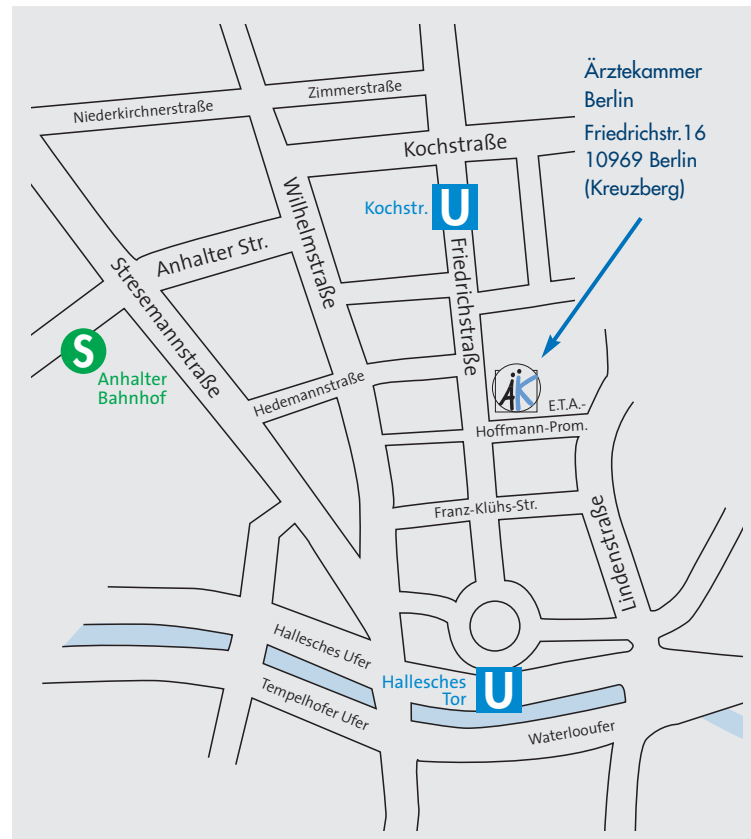 Ärztekammer
Berlin
Friedrichstr.16
10969 Berlin
(Kreuzberg)
Niederkirchnerstraße
Zimmerstraße
Kochstraße
Kochstr.
U
Wilhelmstraße
Anhalter Str.
Friedrichstraße
Stresemannstraße
S
Anhalter
Bahnhof
Hedemannstraße
ÄK
E.T.A.-
Hoffmann-Prom.
Franz-Klühs-Str.
Lindenstraße
Hallesches Ufer
Tempelhofer Ufer
Hallesches
Tor
U
Waterlooufer